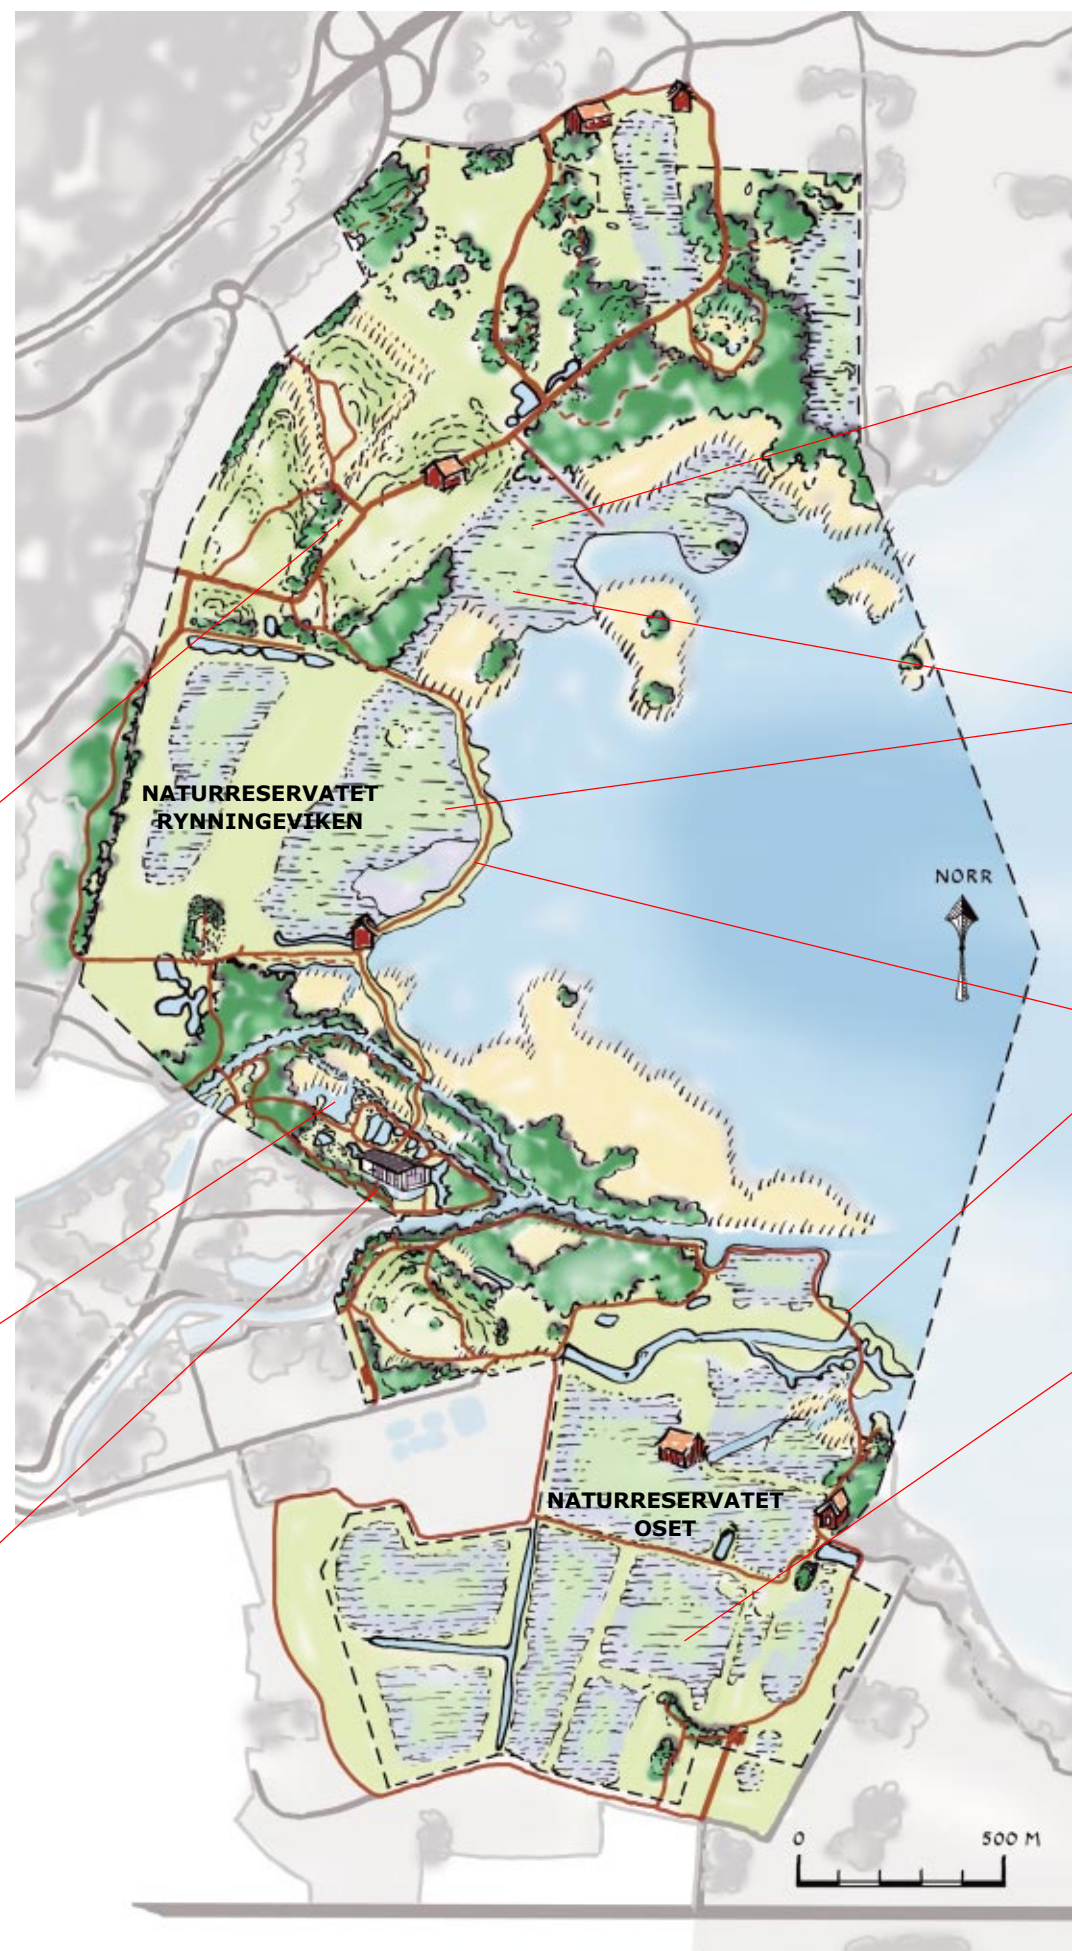 NATURRESERVATET
RYNNINGEVIKEN
NORR
NATURRESERVATET
OSET
0 500 M